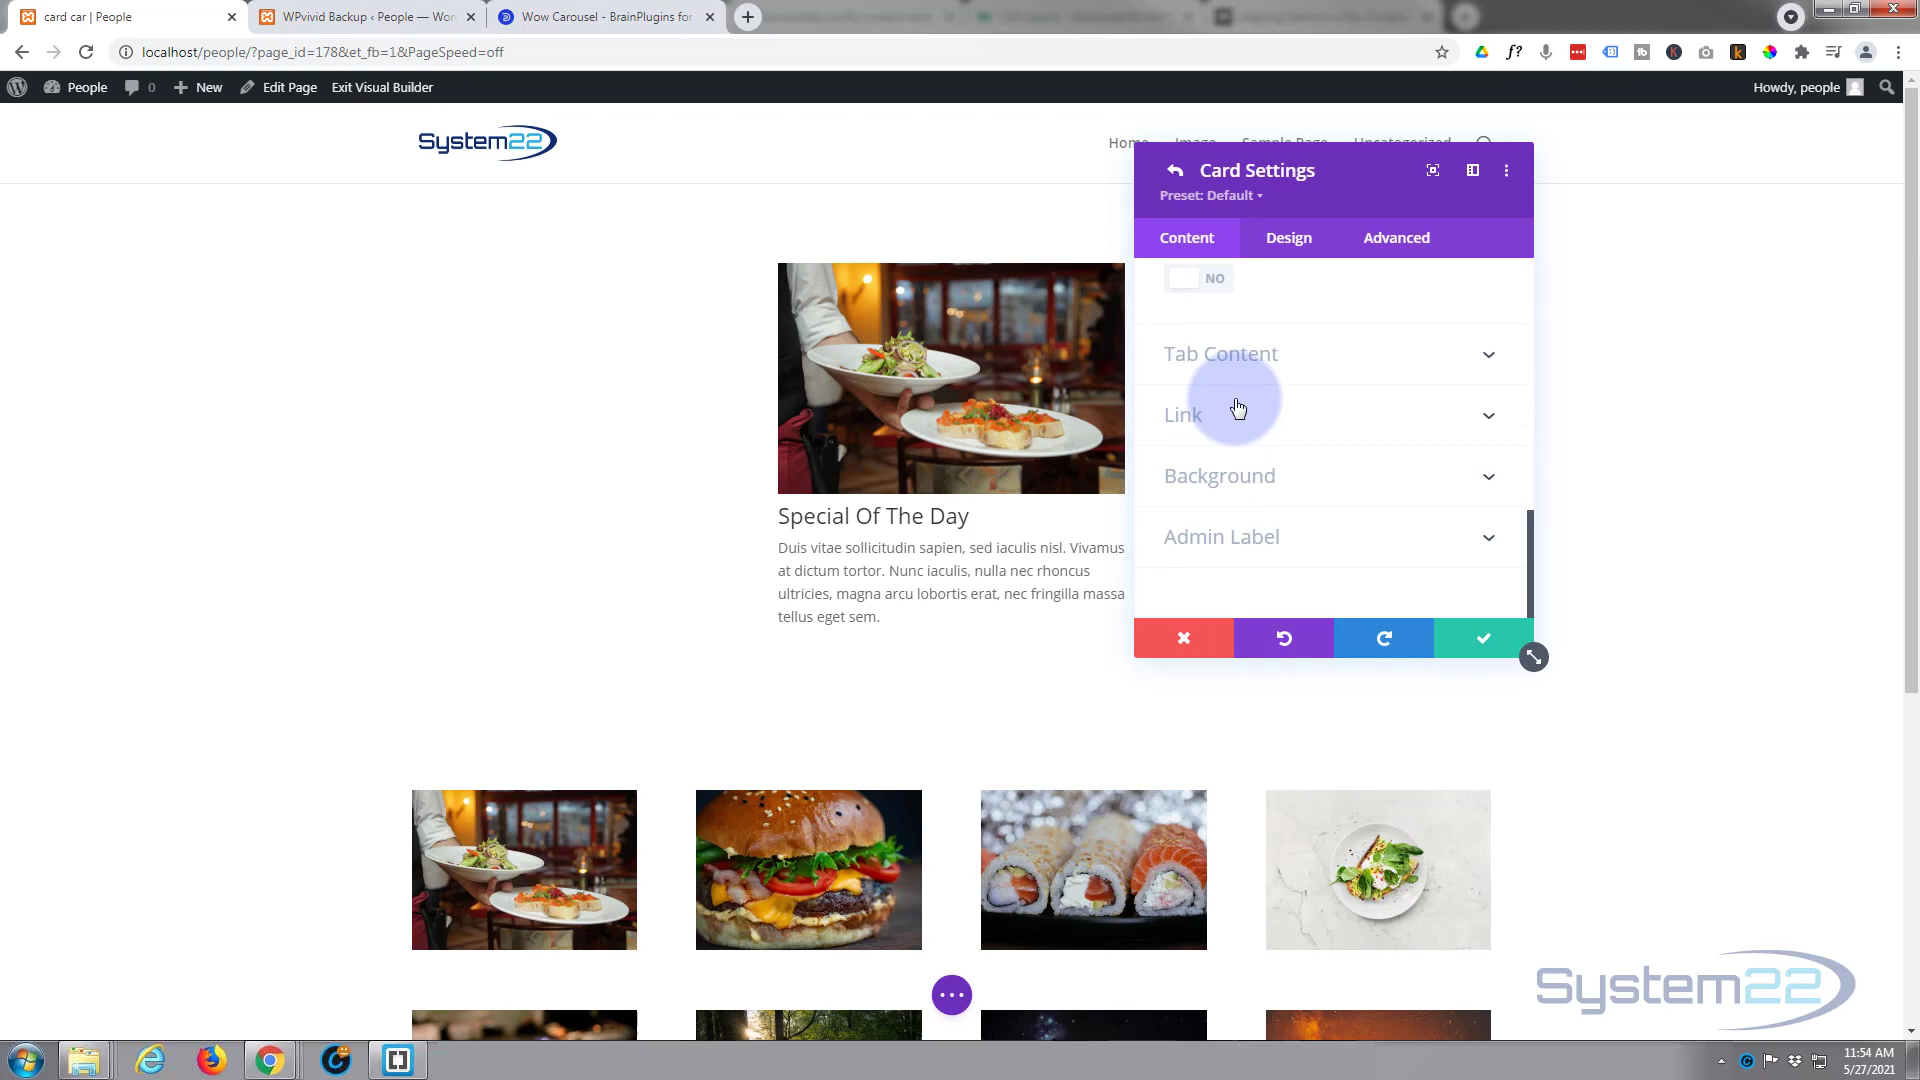 card car | People
WPvivid Backup ‹ People — Wor
Wow Carousel - BrainPlugins for
localhost/people/?page_id=178&et_fb=1&PageSpeed=off
People
0
New
Edit Page
Exit Visual Builder
Howdy, people
System22
Home
Image
Sample Page
Uncategorized
Card Settings
Preset: Default
Content
Design
Advanced
NO
Tab Content
Link
Background
Admin Label
Special Of The Day
Duis vitae sollicitudin sapien, sed iaculis nisl. Vivamus
at dictum tortor. Nunc iaculis, nulla nec rhoncus
ultricies, magna arcu lobortis erat, nec fringilla massa
tellus eget sem.
System22
11:54 AM
5/27/2021